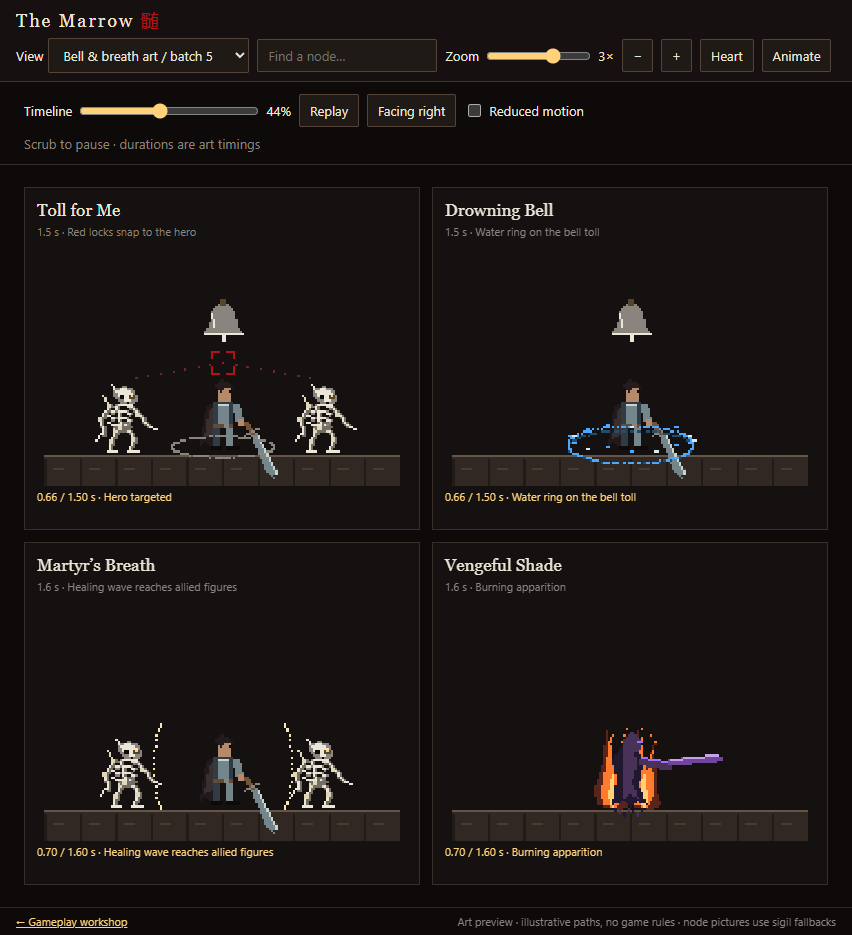 The Marrow 髄
View Bell & breath art / batch 5 Find a node... Zoom 3× − + Heart Animate
Timeline 44% Replay Facing right Reduced motion
Scrub to pause · durations are art timings
Toll for Me
1.5 s · Red locks snap to the hero
0.66 / 1.50 s · Hero targeted
Drowning Bell
1.5 s · Water ring on the bell toll
0.66 / 1.50 s · Water ring on the bell toll
Martyr’s Breath
1.6 s · Healing wave reaches allied figures
0.70 / 1.60 s · Healing wave reaches allied figures
Vengeful Shade
1.6 s · Burning apparition
0.70 / 1.60 s · Burning apparition
← Gameplay workshop
Art preview · illustrative paths, no game rules · node pictures use sigil fallbacks